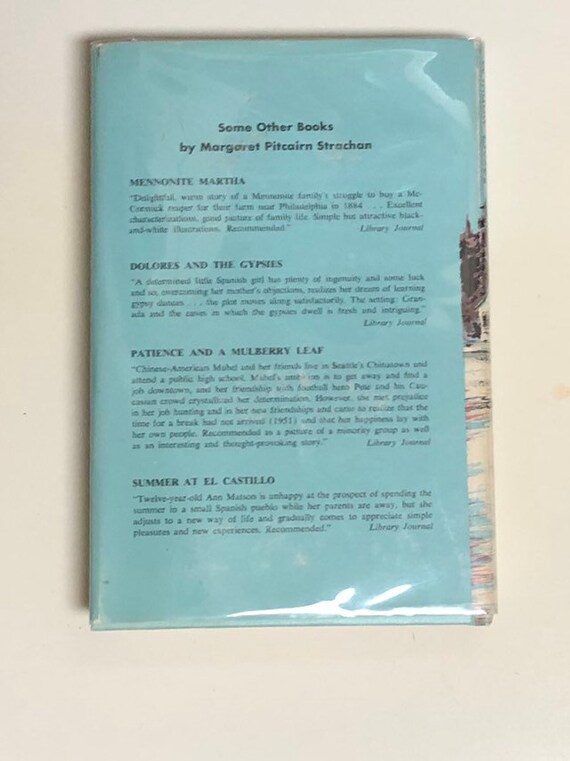 Some Other Books
by Margaret Pitcairn Strachan
MENNONITE MARTHA
"Delightful, warm story of a Mennonite family's struggle to buy a Mc-
Cormick reaper for their farm near Philadelphia in 1884 . . . Excellent
characterizations, good picture of family life. Simple but attractive black-
and-white illustrations. Recommended." Library Journal
DOLORES AND THE GYPSIES
"A determined little Spanish girl has plenty of ingenuity and some luck
and so, overcoming her mother's objections, realizes her dream of learning
gypsy dances . . . the plot moves along satisfactorily. The setting: Gran-
ada and the caves in which the gypsies dwell is fresh and intriguing."
Library Journal
PATIENCE AND A MULBERRY LEAF
"Chinese-American Mabel and her friends live in Seattle's Chinatown and
attend a public high school. Mabel's ambition is to get away and find a
job downtown, and her friendship with football hero Pete and his Cau-
casian crowd crystallized her determination. However, she met prejudice
in her job hunting and in her new friendships and came to realize that the
time for a break had not arrived (1951) and that her happiness lay with
her own people. Recommended as a picture of a minority group as well
as an interesting and thought-provoking story." Library Journal
SUMMER AT EL CASTILLO
"Twelve-year-old Ann Matson is unhappy at the prospect of spending the
summer in a small Spanish pueblo while her parents are away, but she
adjusts to a new way of life and gradually comes to appreciate simple
pleasures and new experiences. Recommended." Library Journal